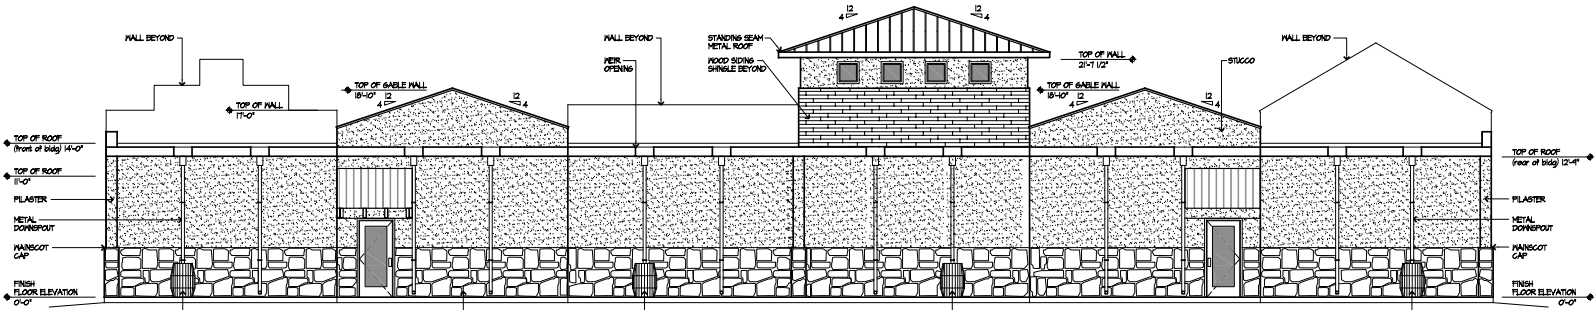 WALL BEYOND
TOP OF WALL
17'-0"
TOP OF ROOF
(front of bldg) 14'-0"
TOP OF ROOF
11'-0"
PILASTER
METAL
DOWNSPOUT
WAINSCOT
CAP
FINISH
FLOOR ELEVATION
0'-0"
TOP OF GABLE WALL
18'-10"
12
4
12
4
WALL BEYOND
WEIR
OPENING
STANDING SEAM
METAL ROOF
WOOD SIDING
SHINGLE BEYOND
12
4
12
4
TOP OF WALL
21'-7 1/2"
TOP OF GABLE WALL
18'-10"
12
4
12
4
STUCCO
WALL BEYOND
TOP OF ROOF
(rear of bldg) 12'-4"
PILASTER
METAL
DOWNSPOUT
WAINSCOT
CAP
FINISH
FLOOR ELEVATION
0'-0"